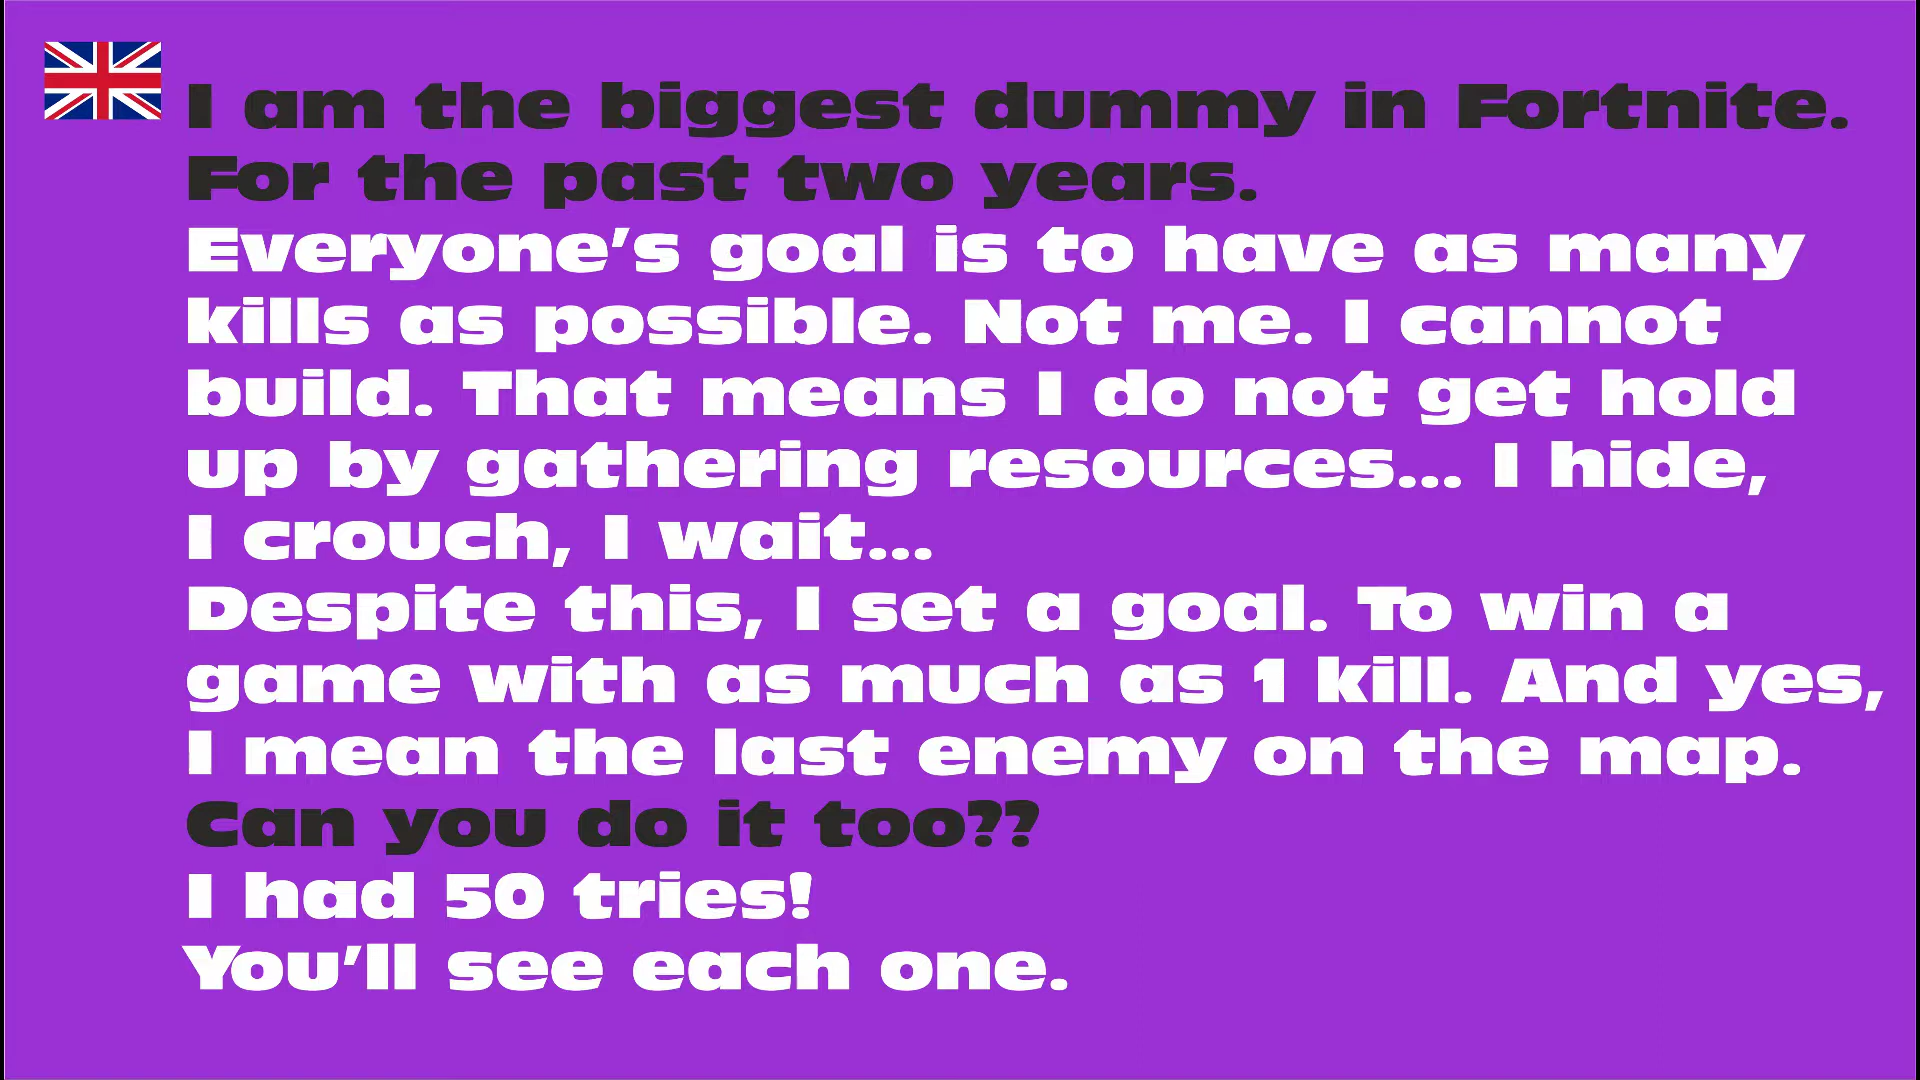 I am the biggest dummy in Fortnite.
For the past two years.
Everyone’s goal is to have as many
kills as possible. Not me. I cannot
build. That means I do not get hold
up by gathering resources... I hide,
I crouch, I wait...
Despite this, I set a goal. To win a
game with as much as 1 kill. And yes,
I mean the last enemy on the map.
Can you do it too??
I had 50 tries!
You’ll see each one.